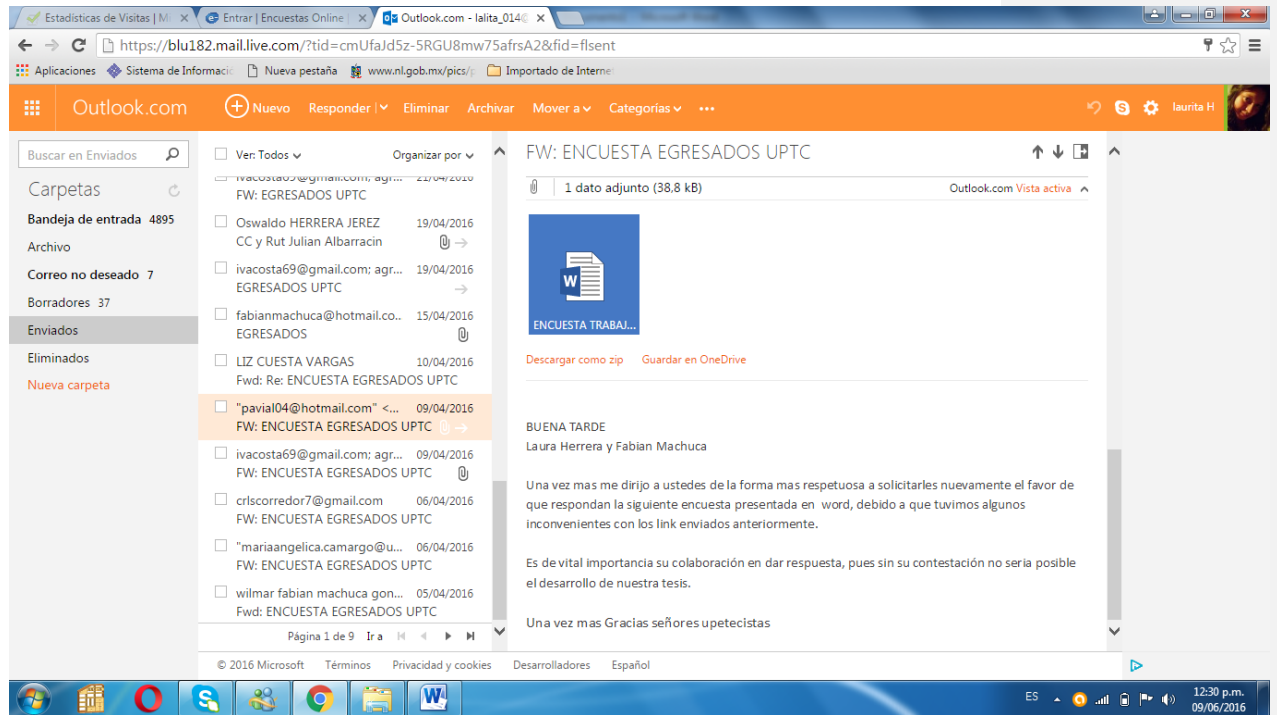 Estadisticas de Visitas | Mi
Entrar | Encuestas Online |
Outlook.com - lalita_014@
https://blu182.mail.live.com/?tid=cmUfaJd5z-5RGU8mw75afrsA2&fid=flsent
Aplicaciones Sistema de Informaci Nueva pestaña www.nl.gob.mx/pics/p Importado de Internet
Outlook.com Nuevo Responder Eliminar Archivar Mover a Categorías ••• laurita H
Buscar en Enviados
Carpetas
Bandeja de entrada 4895
Archivo
Correo no deseado 7
Borradores 37
Enviados
Eliminados
Nueva carpeta
Ver: Todos Organizar por
ivacosta69@gmail.com; agr... 21/04/2016
FW: EGRESADOS UPTC
Oswaldo HERRERA JEREZ 19/04/2016
CC y Rut Julian Albarracin
ivacosta69@gmail.com; agr... 19/04/2016
EGRESADOS UPTC
fabianmachuca@hotmail.co.. 15/04/2016
EGRESADOS
LIZ CUESTA VARGAS 10/04/2016
Fwd: Re: ENCUESTA EGRESADOS UPTC
"pavial04@hotmail.com" <... 09/04/2016
FW: ENCUESTA EGRESADOS UPTC
ivacosta69@gmail.com; agr... 09/04/2016
FW: ENCUESTA EGRESADOS UPTC
crlscorredor7@gmail.com 06/04/2016
FW: ENCUESTA EGRESADOS UPTC
"mariaangelica.camargo@u... 06/04/2016
FW: ENCUESTA EGRESADOS UPTC
wilmar fabian machuca gon... 05/04/2016
Fwd: ENCUESTA EGRESADOS UPTC
Página 1 de 9 Ir a
FW: ENCUESTA EGRESADOS UPTC
1 dato adjunto (38,8 kB) Outlook.com Vista activa
W
ENCUESTA TRABAJ...
Descargar como zip Guardar en OneDrive
BUENA TARDE
Laura Herrera y Fabian Machuca
Una vez mas me dirijo a ustedes de la forma mas respetuosa a solicitarles nuevamente el favor de
que respondan la siguiente encuesta presentada en word, debido a que tuvimos algunos
inconvenientes con los link enviados anteriormente.
Es de vital importancia su colaboración en dar respuesta, pues sin su contestación no seria posible
el desarrollo de nuestra tesis.
Una vez mas Gracias señores upetecistas
© 2016 Microsoft Términos Privacidad y cookies Desarrolladores Español
ES 12:30 p.m.
09/06/2016